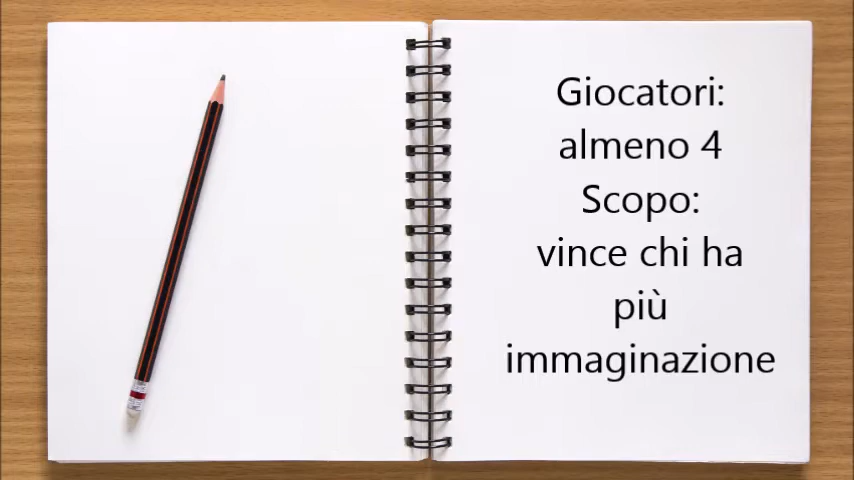 Giocatori:
almeno 4
Scopo:
vince chi ha
più
immaginazione